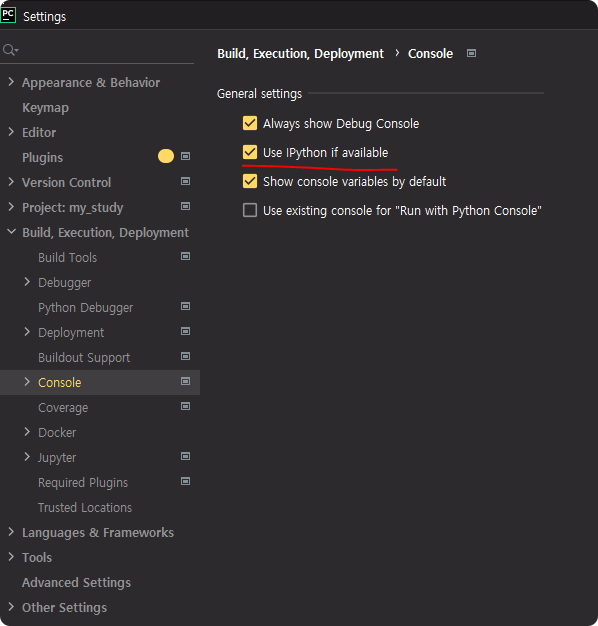 PC
Settings
Appearance & Behavior
Keymap
Editor
Plugins
Version Control
Project: my_study
Build, Execution, Deployment
Build Tools
Debugger
Python Debugger
Deployment
Buildout Support
Console
Coverage
Docker
Jupyter
Required Plugins
Trusted Locations
Languages & Frameworks
Tools
Advanced Settings
Other Settings
Build, Execution, Deployment › Console
General settings
Always show Debug Console
Use IPython if available
Show console variables by default
Use existing console for "Run with Python Console"